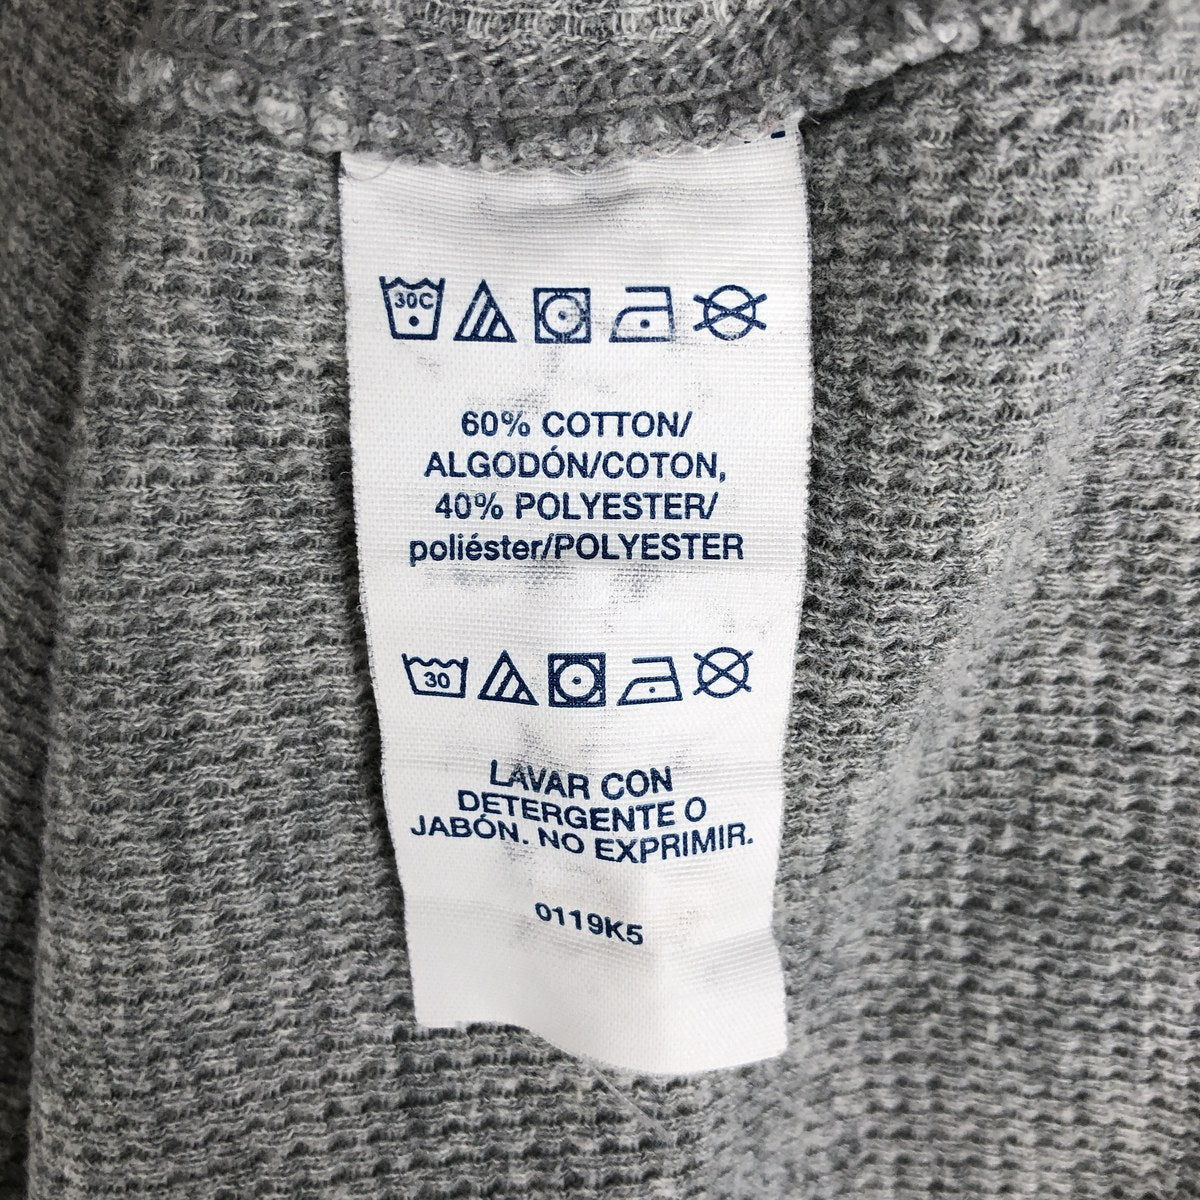 30C
60% COTTON/
ALGODÓN/COTON,
40% POLYESTER/
poliéster/POLYESTER
30
LAVAR CON
DETERGENTE O
JABÓN. NO EXPRIMIR.
0119K5